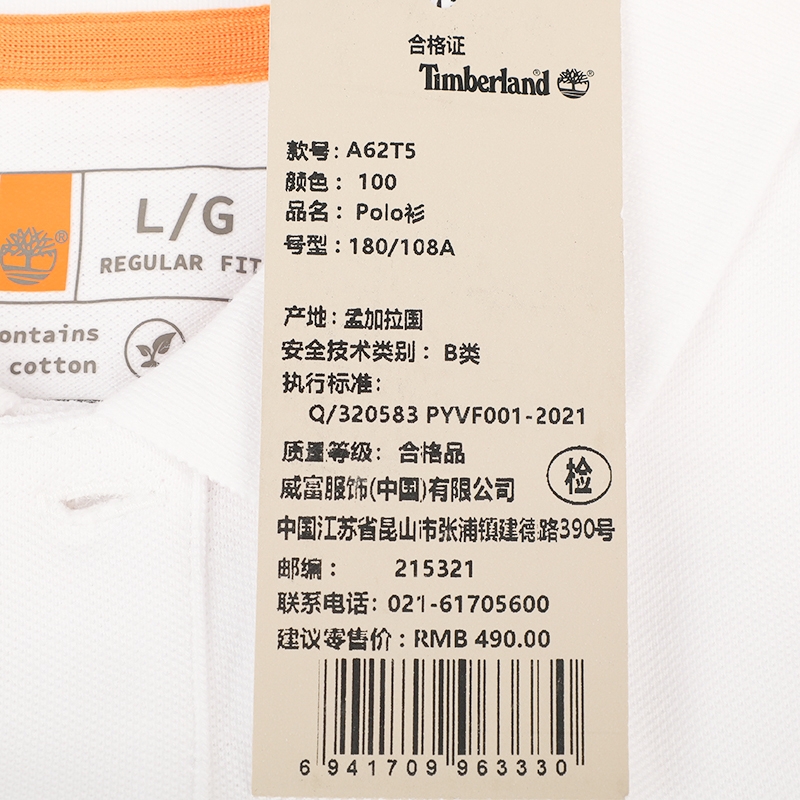 合格证
Timberland®
款号: A62T5
颜色: 100
品名: Polo衫
号型: 180/108A
产地: 孟加拉国
安全技术类别: B类
执行标准:
Q/320583 PYVF001-2021
质量等级: 合格品
检
威富服饰(中国)有限公司
中国江苏省昆山市张浦镇建德路390号
邮编: 215321
联系电话: 021-61705600
建议零售价: RMB 490.00
6 941709 963330
L/G
REGULAR FIT
ontains
cotton